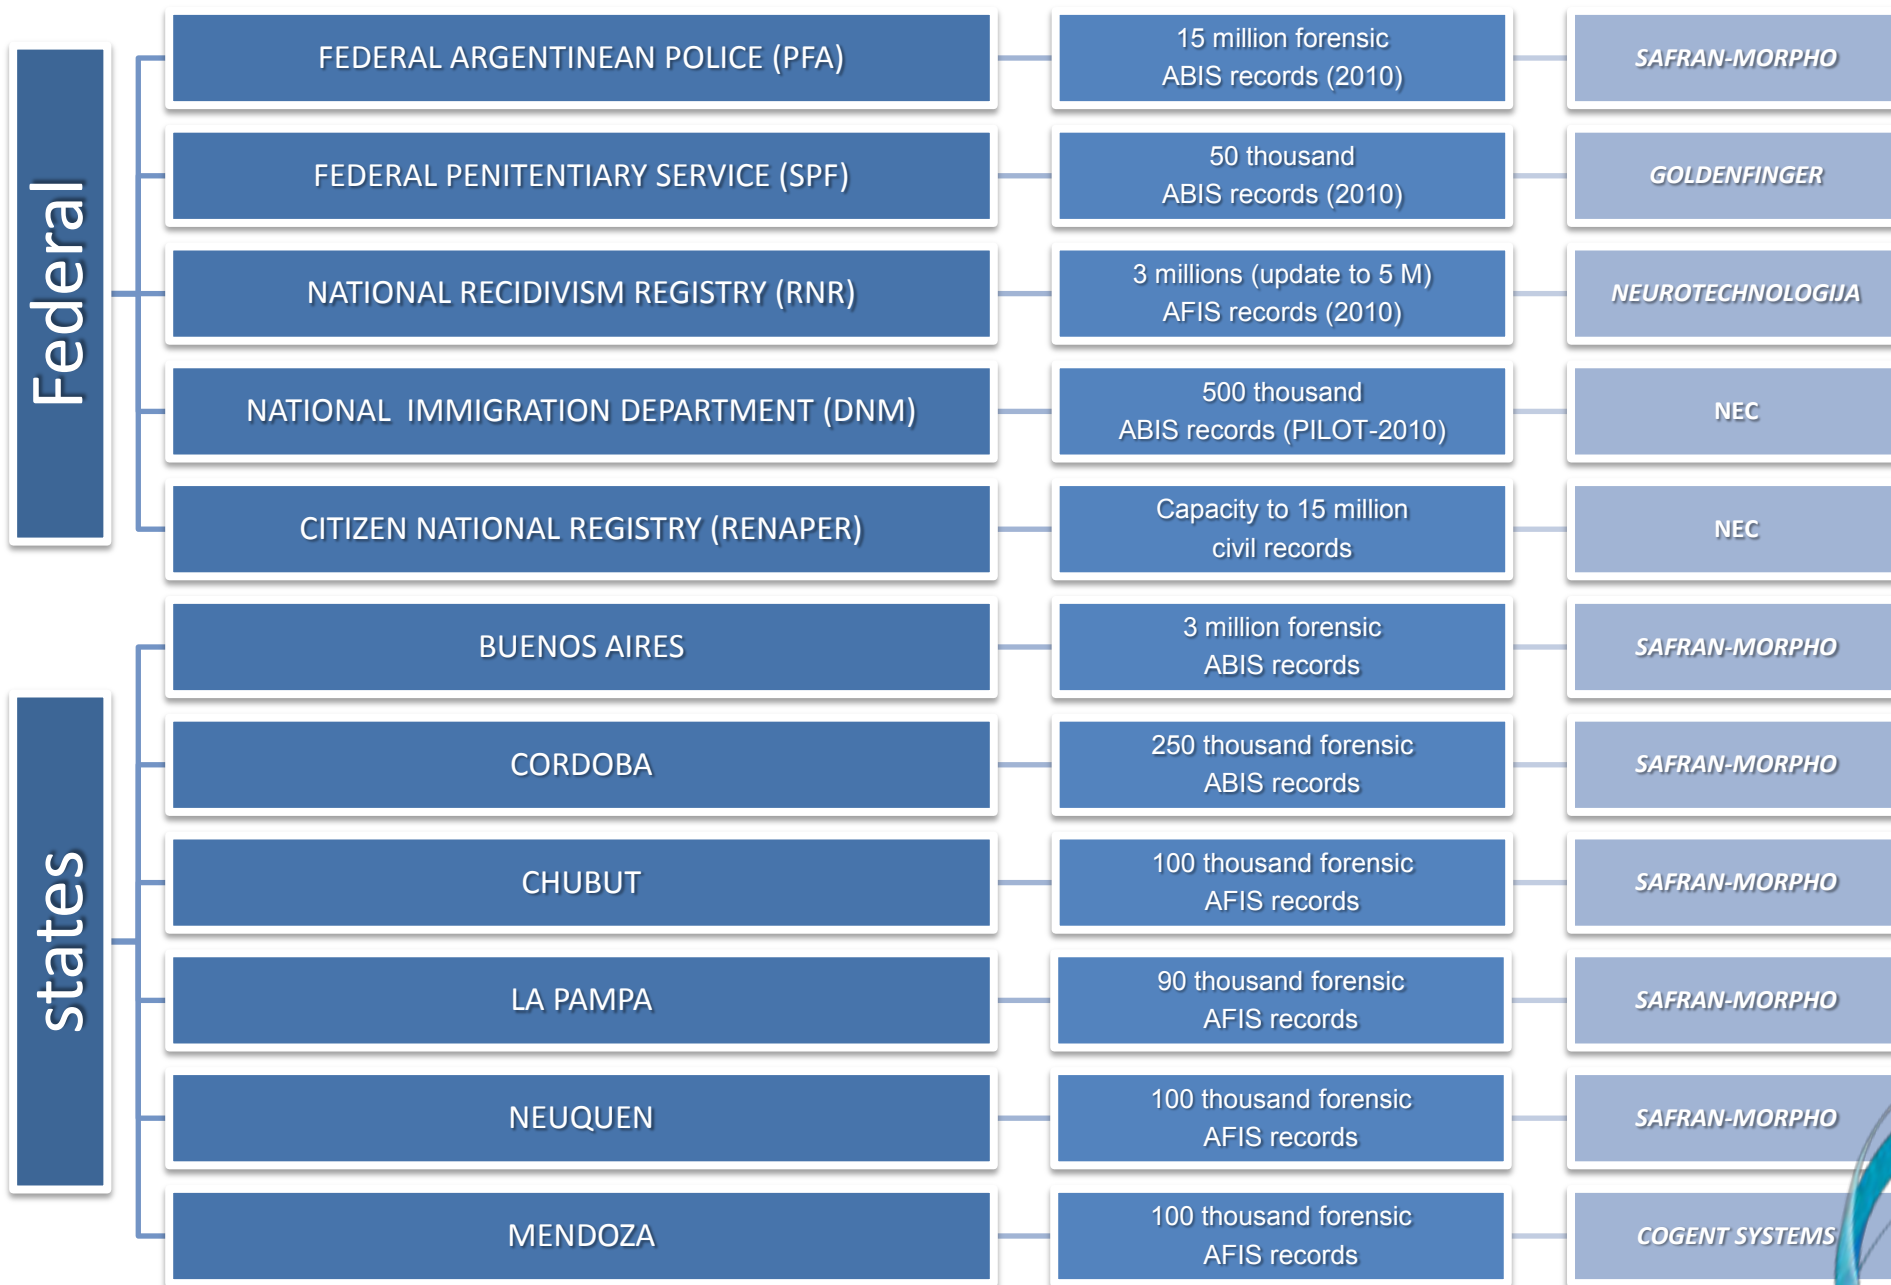 Federal
FEDERAL ARGENTINEAN POLICE (PFA)
15 million forensic
ABIS records (2010)
SAFRAN-MORPHO
FEDERAL PENITENTIARY SERVICE (SPF)
50 thousand
ABIS records (2010)
GOLDENFINGER
NATIONAL RECIDIVISM REGISTRY (RNR)
3 millions (update to 5 M)
AFIS records (2010)
NEUROTECHNOLOGIJA
NATIONAL IMMIGRATION DEPARTMENT (DNM)
500 thousand
ABIS records (PILOT-2010)
NEC
CITIZEN NATIONAL REGISTRY (RENAPER)
Capacity to 15 million
civil records
NEC
states
BUENOS AIRES
3 million forensic
ABIS records
SAFRAN-MORPHO
CORDOBA
250 thousand forensic
ABIS records
SAFRAN-MORPHO
CHUBUT
100 thousand forensic
AFIS records
SAFRAN-MORPHO
LA PAMPA
90 thousand forensic
AFIS records
SAFRAN-MORPHO
NEUQUEN
100 thousand forensic
AFIS records
SAFRAN-MORPHO
MENDOZA
100 thousand forensic
AFIS records
COGENT SYSTEMS